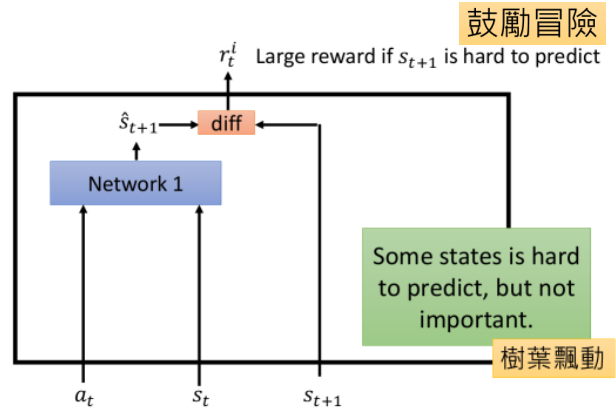 鼓勵冒險
r_t^i Large reward if s_{t+1} is hard to predict
ŝ_{t+1}
diff
Network 1
Some states is hard
to predict, but not
important.
樹葉飄動
a_t s_t s_{t+1}